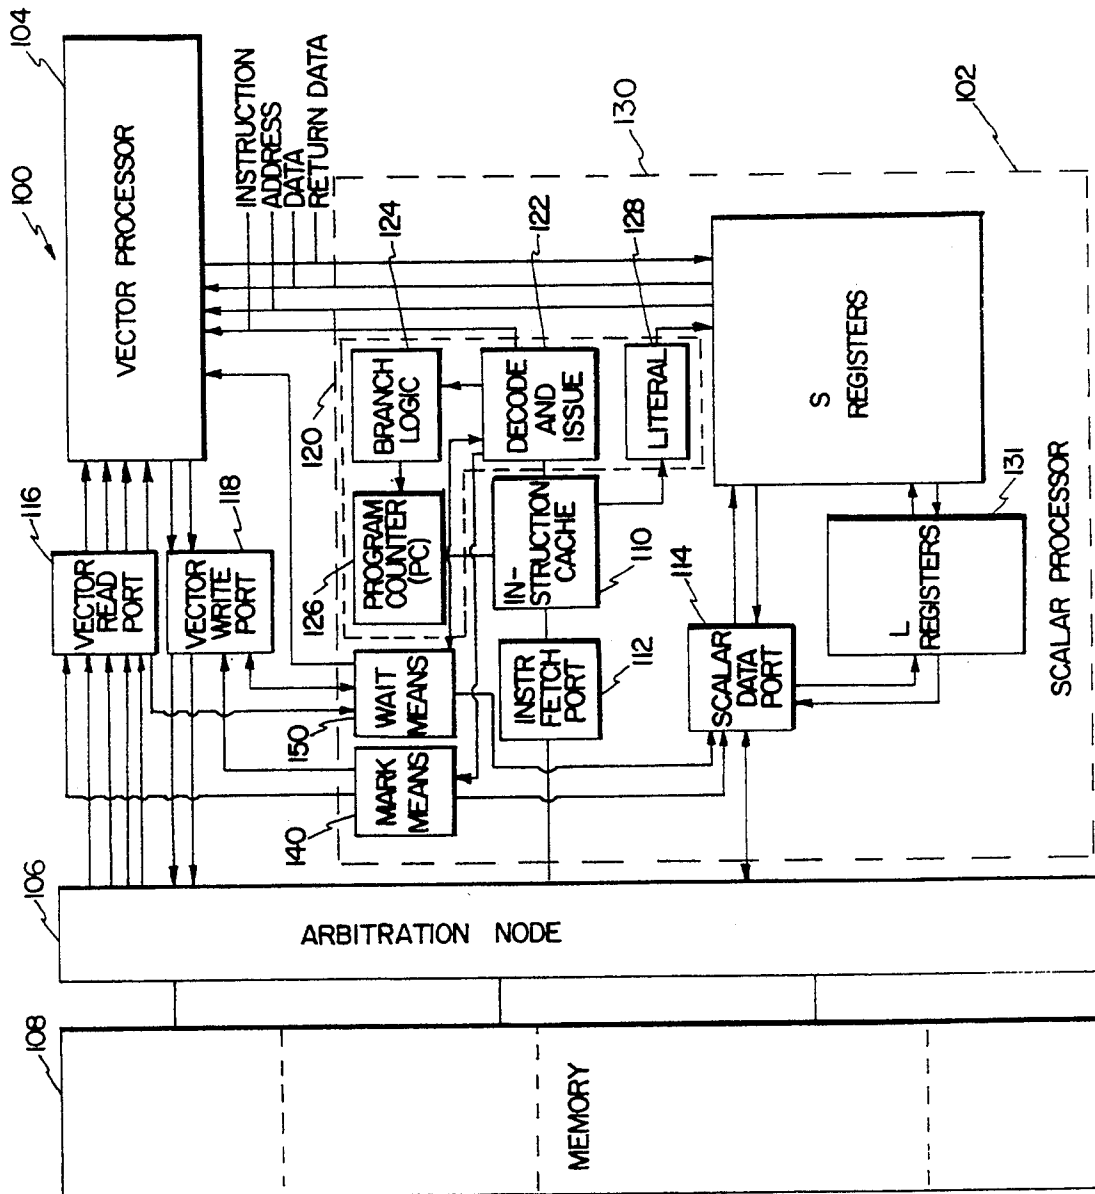 100
104
VECTOR PROCESSOR
INSTRUCTION
ADDRESS
DATA
RETURN DATA
116
VECTOR
READ
PORT
118
VECTOR
WRITE
PORT
106
ARBITRATION NODE
108
MEMORY
120
124
BRANCH
LOGIC
126
PROGRAM
COUNTER
(PC)
122
DECODE
AND
ISSUE
128
LITERAL
130
102
150
WAIT
MEANS
140
MARK
MEANS
IN-
STRUCTION
CACHE
110
INSTR
FETCH
PORT
112
114
SCALAR
DATA
PORT
S
REGISTERS
L
REGISTERS
131
SCALAR PROCESSOR